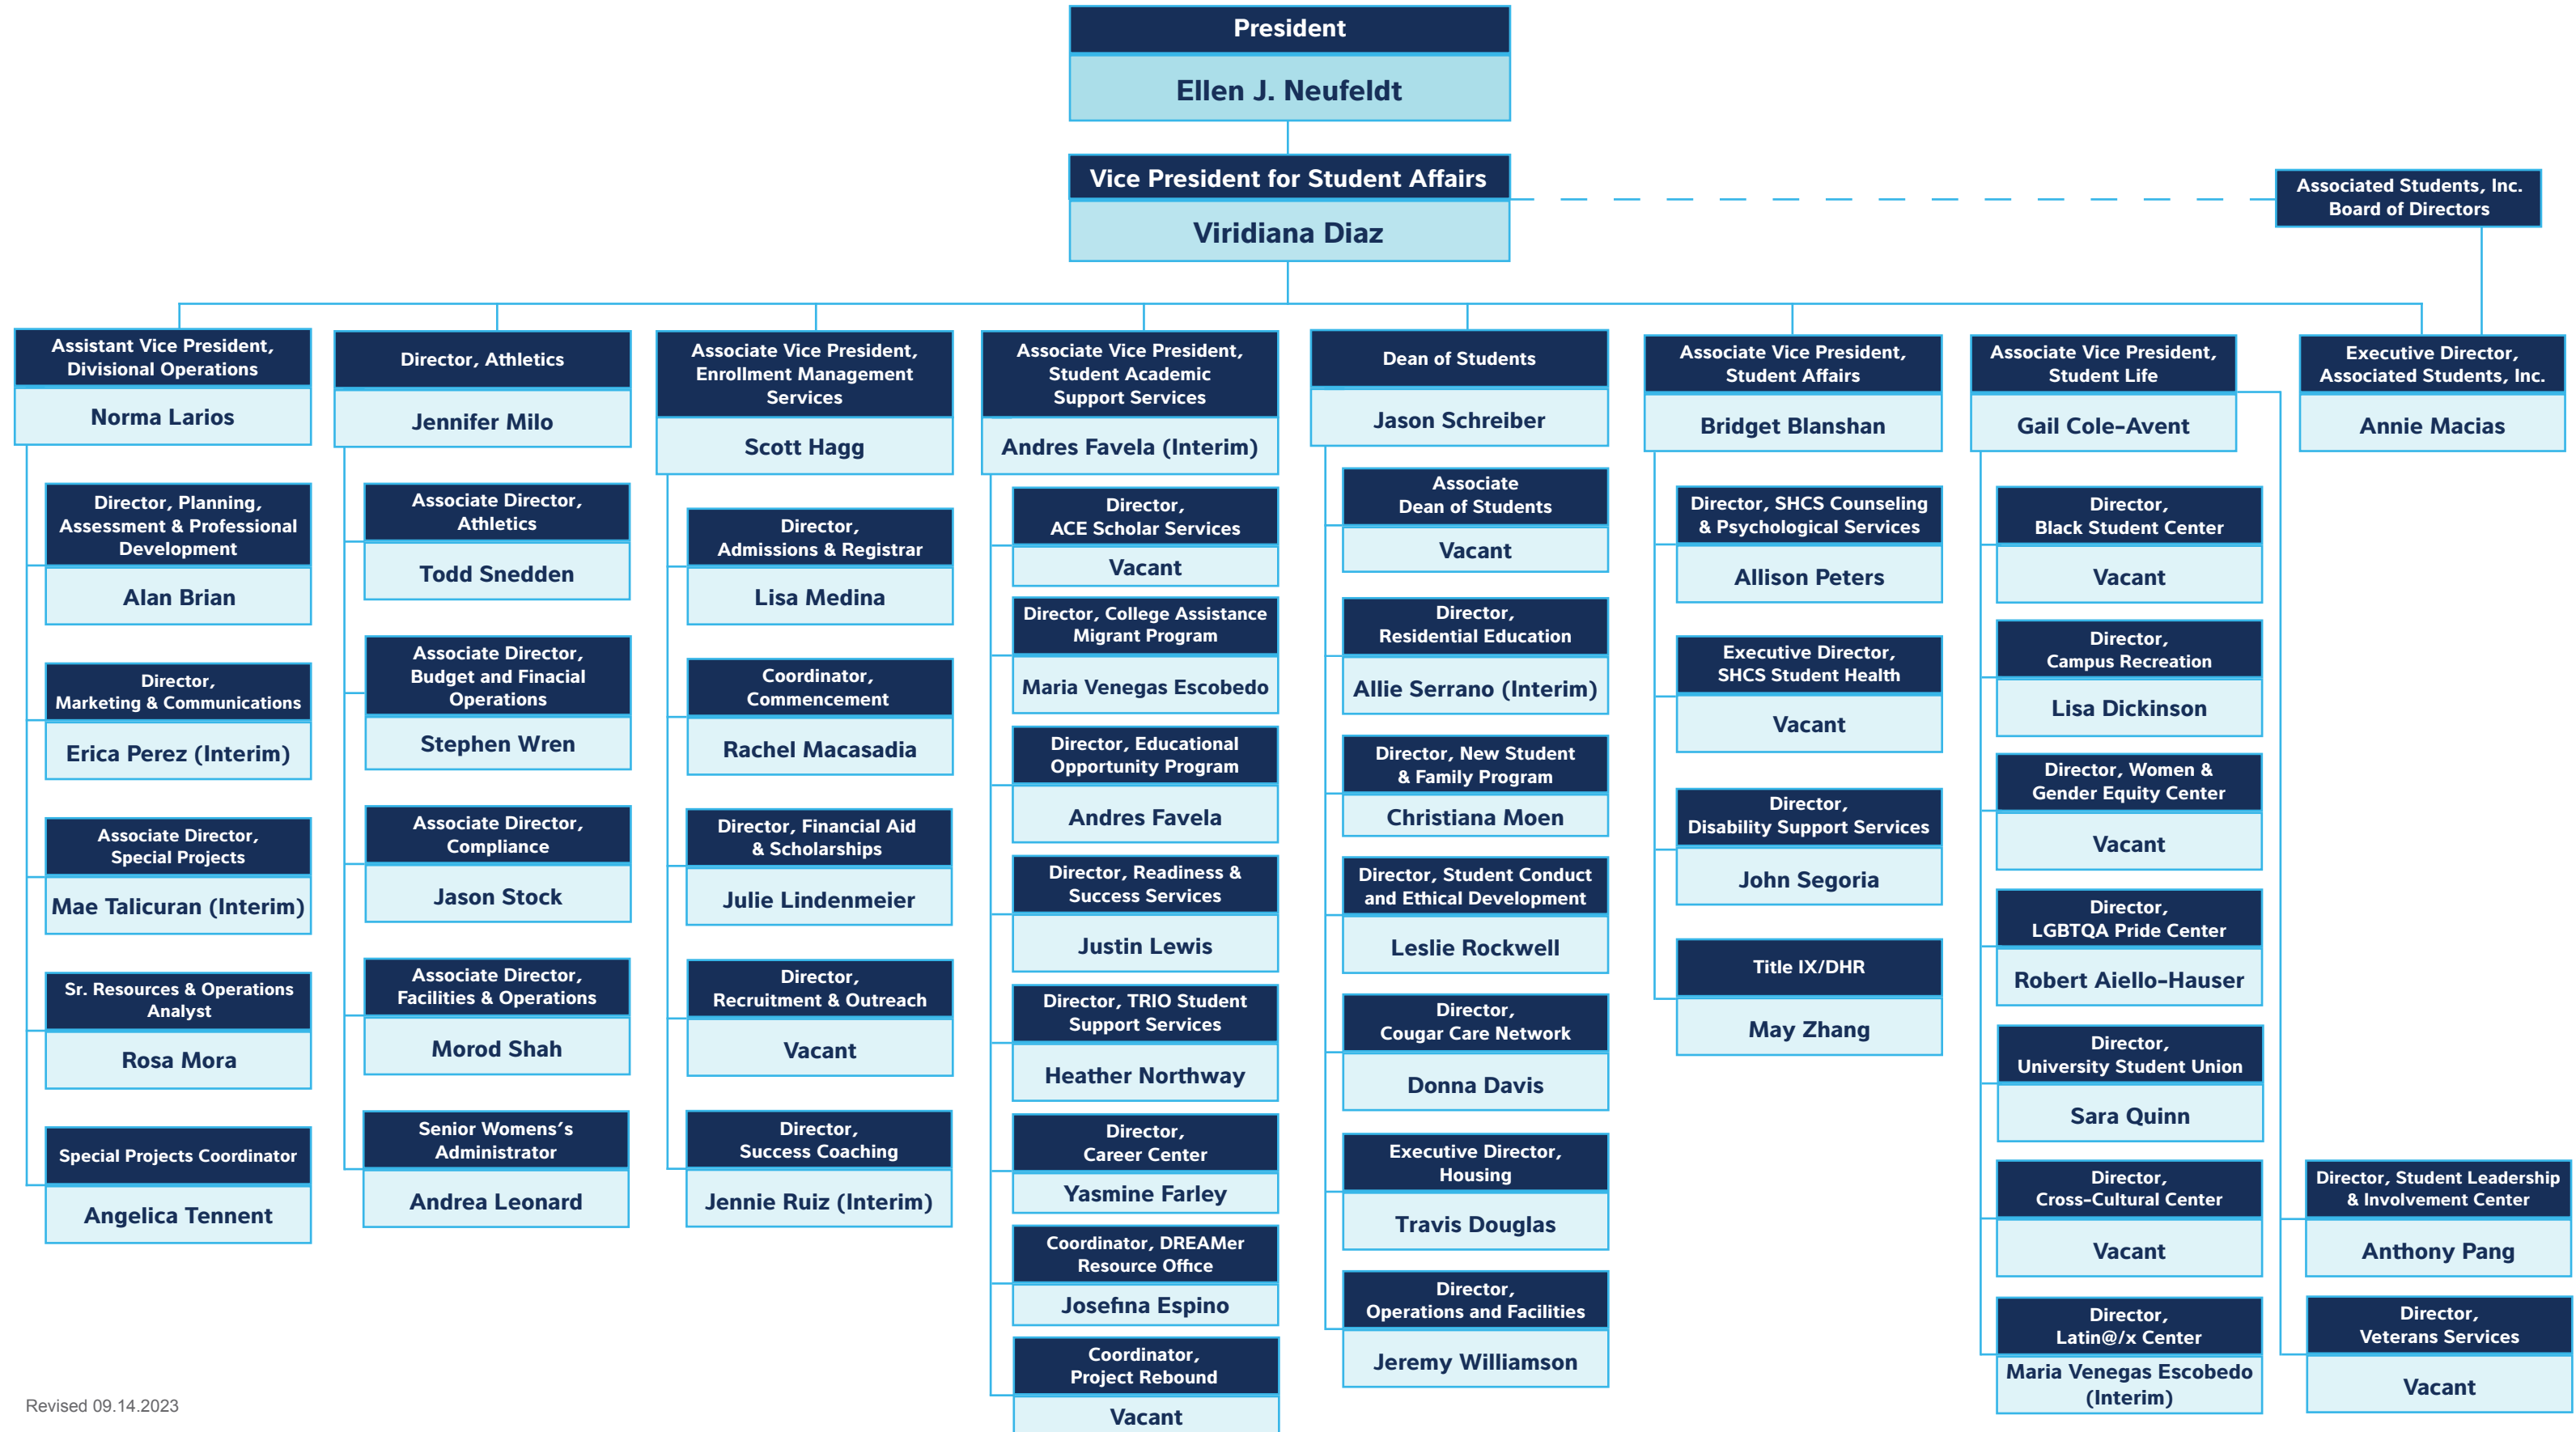 President
Ellen J. Neufeldt
Vice President for Student Affairs
Viridiana Diaz
Associated Students, Inc.
Board of Directors
Assistant Vice President,
Divisional Operations
Norma Larios
Director, Planning,
Assessment & Professional
Development
Alan Brian
Director,
Marketing & Communications
Erica Perez (Interim)
Associate Director,
Special Projects
Mae Talicuran (Interim)
Sr. Resources & Operations
Analyst
Rosa Mora
Special Projects Coordinator
Angelica Tennent
Director, Athletics
Jennifer Milo
Associate Director,
Athletics
Todd Snedden
Associate Director,
Budget and Finacial
Operations
Stephen Wren
Associate Director,
Compliance
Jason Stock
Associate Director,
Facilities & Operations
Morod Shah
Senior Womens's
Administrator
Andrea Leonard
Associate Vice President,
Enrollment Management
Services
Scott Hagg
Director,
Admissions & Registrar
Lisa Medina
Coordinator,
Commencement
Rachel Macasadia
Director, Financial Aid
& Scholarships
Julie Lindenmeier
Director,
Recruitment & Outreach
Vacant
Director,
Success Coaching
Jennie Ruiz (Interim)
Associate Vice President,
Student Academic
Support Services
Andres Favela (Interim)
Director,
ACE Scholar Services
Vacant
Director, College Assistance
Migrant Program
Maria Venegas Escobedo
Director, Educational
Opportunity Program
Andres Favela
Director, Readiness &
Success Services
Justin Lewis
Director, TRIO Student
Support Services
Heather Northway
Director,
Career Center
Yasmine Farley
Coordinator, DREAMer
Resource Office
Josefina Espino
Coordinator,
Project Rebound
Vacant
Dean of Students
Jason Schreiber
Associate
Dean of Students
Vacant
Director,
Residential Education
Allie Serrano (Interim)
Director, New Student
& Family Program
Christiana Moen
Director, Student Conduct
and Ethical Development
Leslie Rockwell
Director,
Cougar Care Network
Donna Davis
Executive Director,
Housing
Travis Douglas
Director,
Operations and Facilities
Jeremy Williamson
Associate Vice President,
Student Affairs
Bridget Blanshan
Director, SHCS Counseling
& Psychological Services
Allison Peters
Executive Director,
SHCS Student Health
Vacant
Director,
Disability Support Services
John Segoria
Title IX/DHR
May Zhang
Associate Vice President,
Student Life
Gail Cole-Avent
Director,
Black Student Center
Vacant
Director,
Campus Recreation
Lisa Dickinson
Director, Women &
Gender Equity Center
Vacant
Director,
LGBTQA Pride Center
Robert Aiello-Hauser
Director,
University Student Union
Sara Quinn
Director,
Cross-Cultural Center
Vacant
Director,
Latin@/x Center
Maria Venegas Escobedo
(Interim)
Executive Director,
Associated Students, Inc.
Annie Macias
Director, Student Leadership
& Involvement Center
Anthony Pang
Director,
Veterans Services
Vacant
Revised 09.14.2023